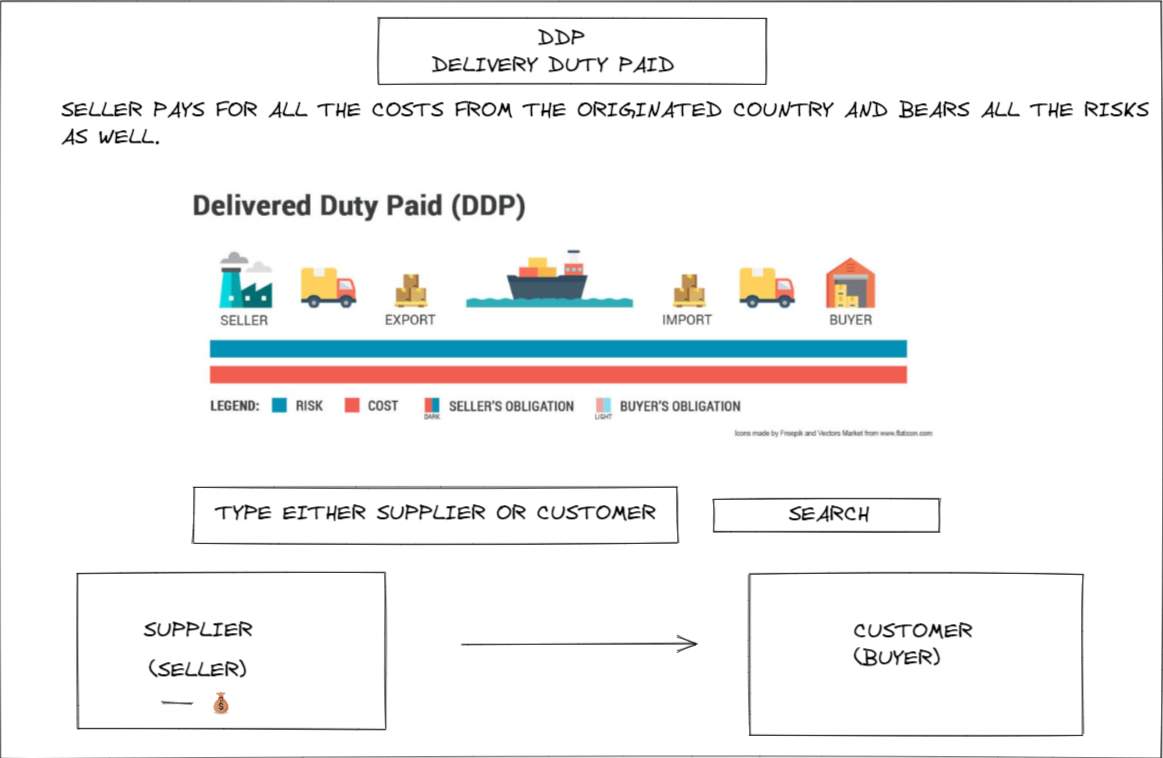 DDP
DELIVERY DUTY PAID
SELLER PAYS FOR ALL THE COSTS FROM THE ORIGINATED COUNTRY AND BEARS ALL THE RISKS
AS WELL.
Delivered Duty Paid (DDP)
SELLER EXPORT IMPORT BUYER
LEGEND: RISK COST SELLER'S OBLIGATION BUYER'S OBLIGATION
DARK LIGHT
Icons made by Freepik and Vectors Market from www.flaticon.com
TYPE EITHER SUPPLIER OR CUSTOMER SEARCH
SUPPLIER
(SELLER)
— $
CUSTOMER
(BUYER)